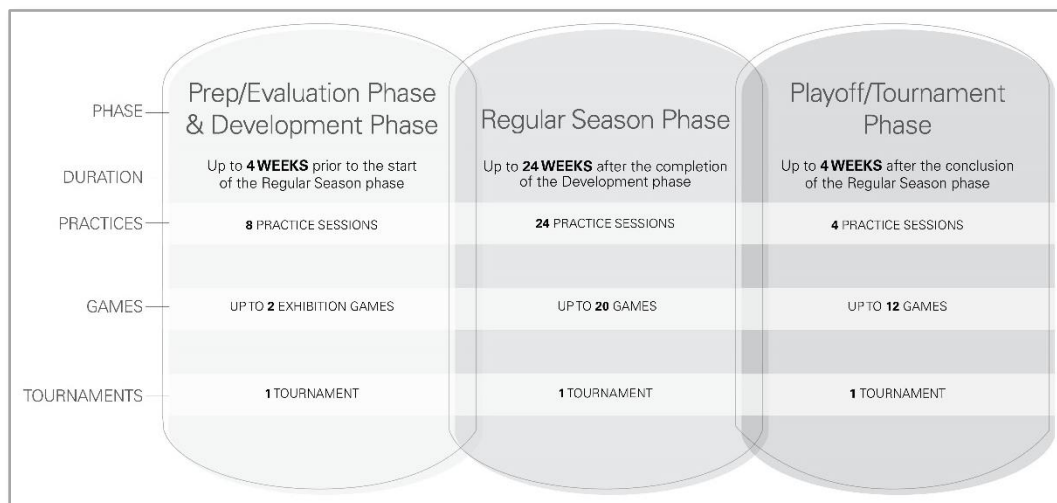 PHASE
Prep/Evaluation Phase
& Development Phase
Regular Season Phase
Playoff/Tournament
Phase
DURATION
Up to 4 WEEKS prior to the start
of the Regular Season phase
Up to 24 WEEKS after the completion
of the Development phase
Up to 4 WEEKS after the conclusion
of the Regular Season phase
PRACTICES
8 PRACTICE SESSIONS
24 PRACTICE SESSIONS
4 PRACTICE SESSIONS
GAMES
UP TO 2 EXHIBITION GAMES
UP TO 20 GAMES
UP TO 12 GAMES
TOURNAMENTS
1 TOURNAMENT
1 TOURNAMENT
1 TOURNAMENT